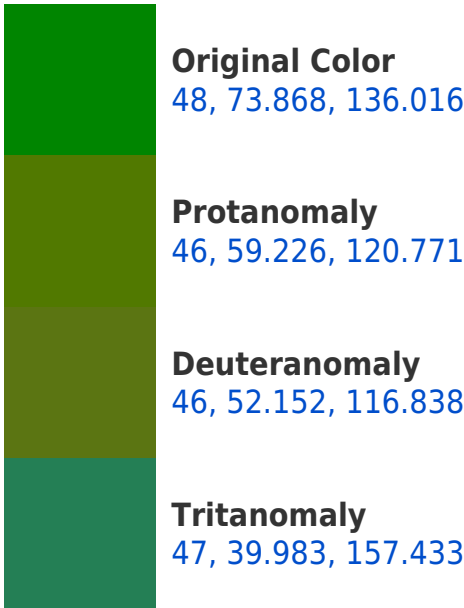 Original Color
48, 73.868, 136.016
Protanomaly
46, 59.226, 120.771
Deuteranomaly
46, 52.152, 116.838
Tritanomaly
47, 39.983, 157.433